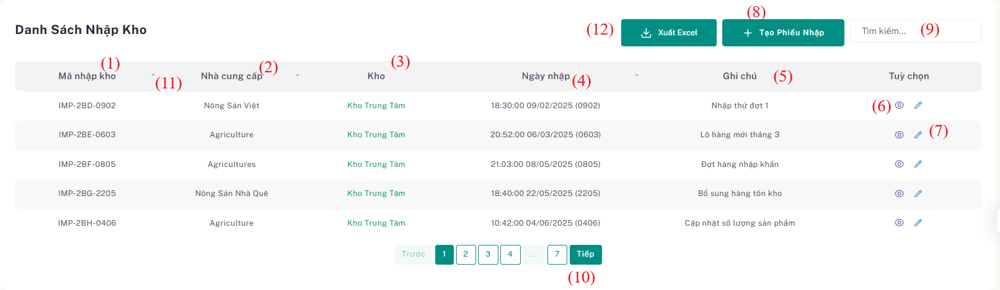 Danh Sách Nhập Kho (12) Xuất Excel (8) + Tạo Phiếu Nhập Tìm kiếm... (9)
Mã nhập kho (1) (11) Nhà cung cấp (2) Kho (3) Ngày nhập (4) Ghi chú (5) Tuỳ chọn
IMP-2BD-0902 Nông Sản Việt Kho Trung Tâm 18:30:00 09/02/2025 (0902) Nhập thử đợt 1 (6)
IMP-2BE-0603 Agriculture Kho Trung Tâm 20:52:00 06/03/2025 (0603) Lô hàng mới tháng 3 (7)
IMP-2BF-0805 Agricultures Kho Trung Tâm 21:03:00 08/05/2025 (0805) Đợt hàng nhập khẩn
IMP-2BG-2205 Nông Sản Nhà Quê Kho Trung Tâm 18:40:00 22/05/2025 (2205) Bổ sung hàng tồn kho
IMP-2BH-0406 Agriculture Kho Trung Tâm 10:42:00 04/06/2025 (0406) Cập nhật số lượng sản phẩm
Trước 1 2 3 4 ... 7 Tiếp
(10)